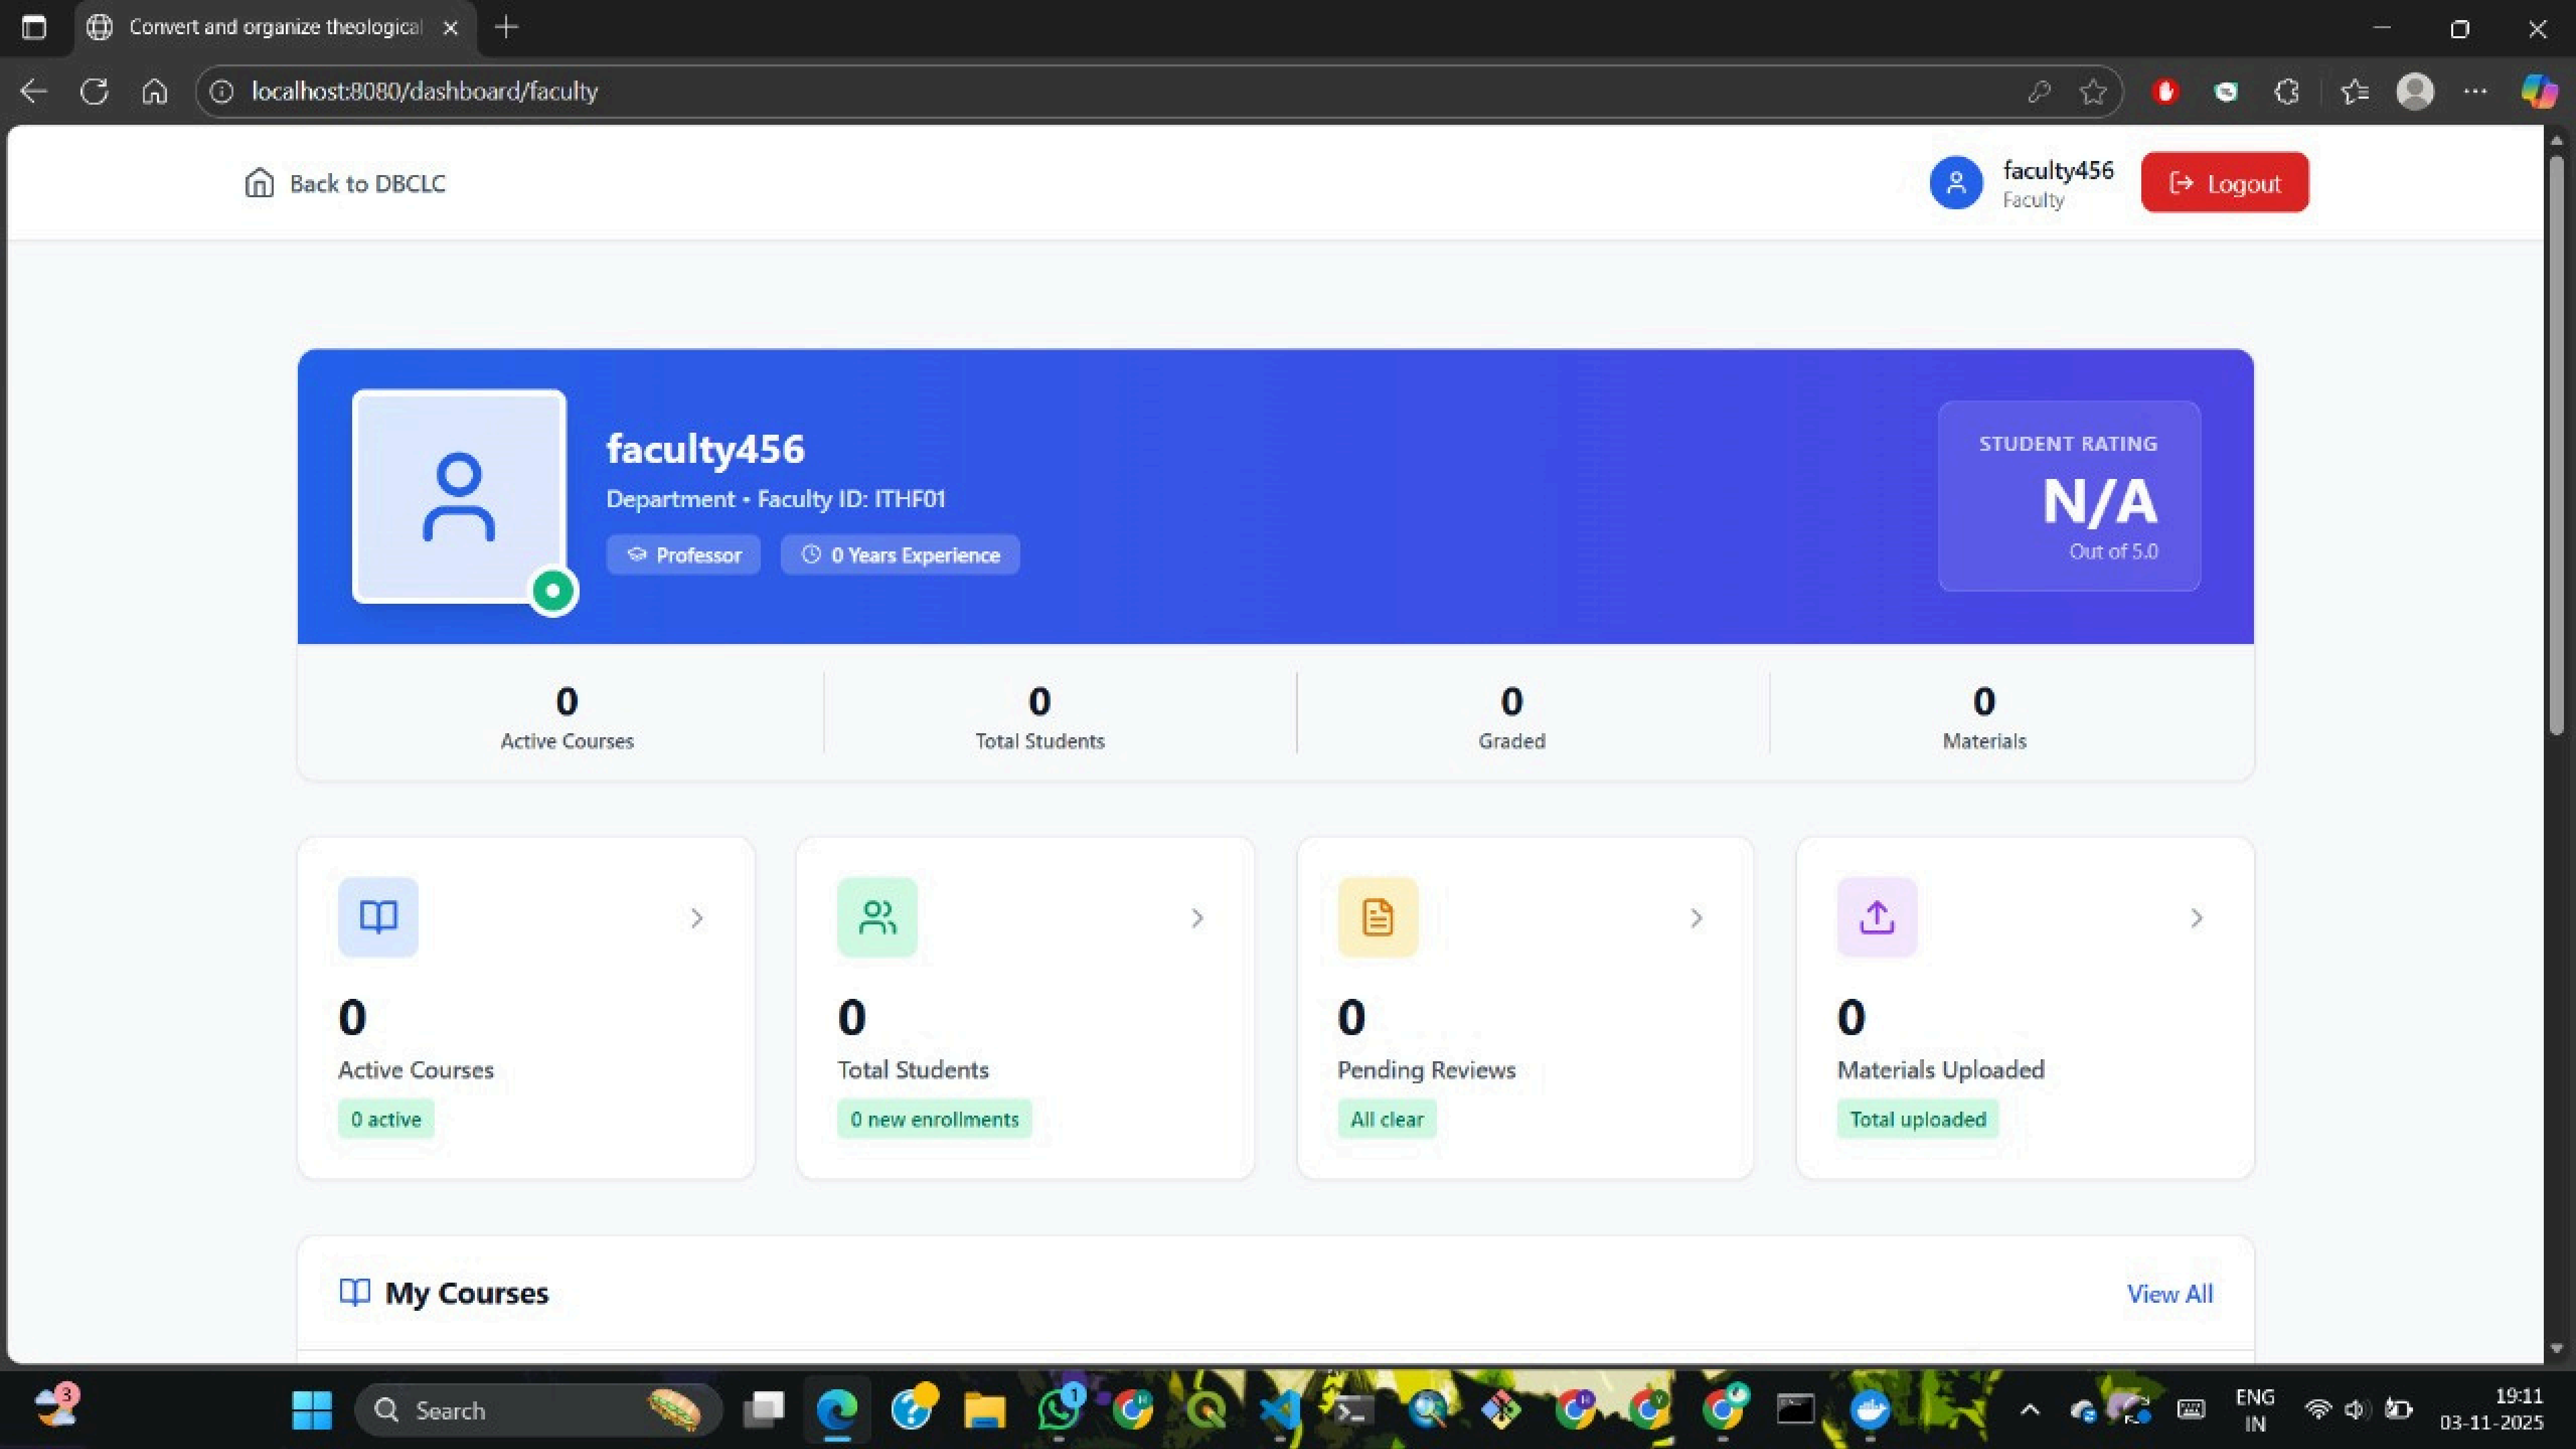 Convert and organize theological
localhost:8080/dashboard/faculty
Back to DBCLC
faculty456
Faculty
Logout
faculty456
Department • Faculty ID: ITHF01
Professor
0 Years Experience
STUDENT RATING
N/A
Out of 5.0
0
Active Courses
0
Total Students
0
Graded
0
Materials
0
Active Courses
0 active
0
Total Students
0 new enrollments
0
Pending Reviews
All clear
0
Materials Uploaded
Total uploaded
My Courses
View All
3
Search
1
ENG
IN
19:11
03-11-2025